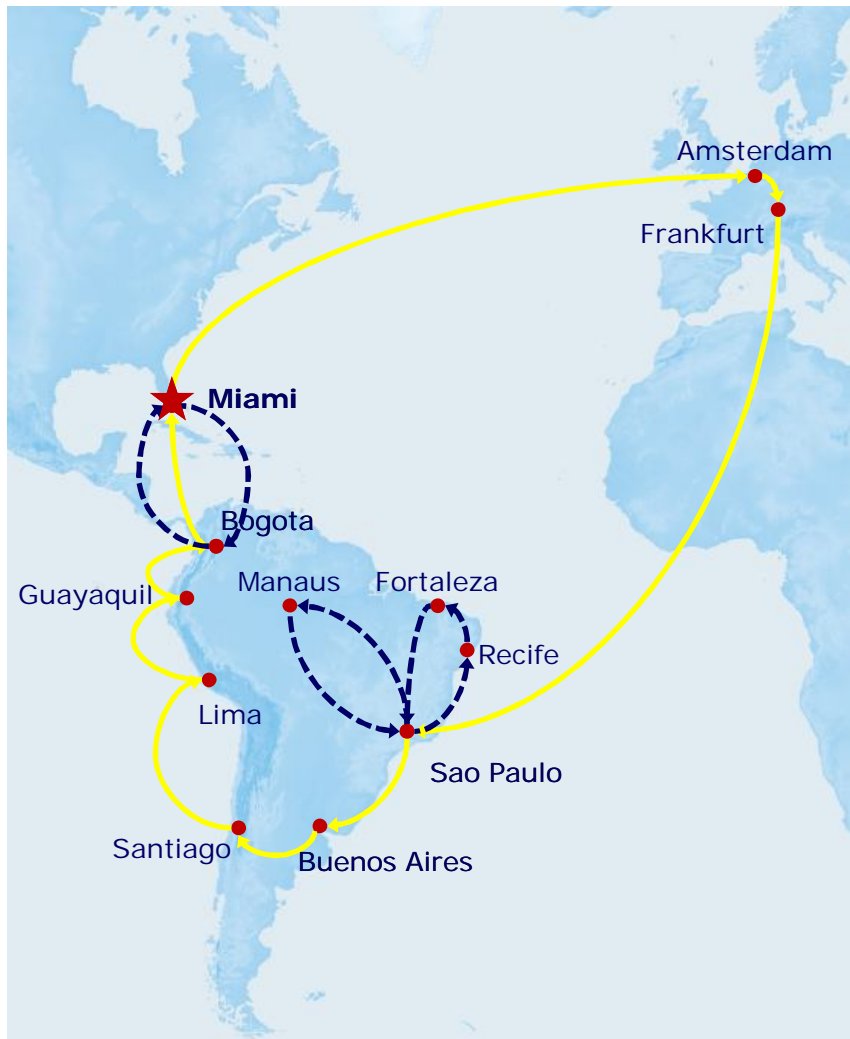 Amsterdam
Frankfurt
Miami
Bogota
Manaus
Fortaleza
Guayaquil
Recife
Lima
Sao Paulo
Santiago
Buenos Aires